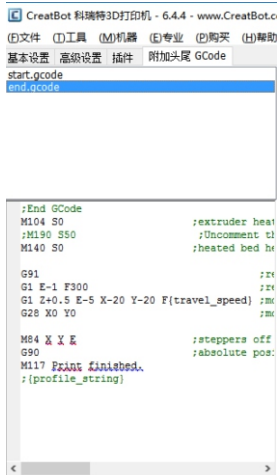 CreatBot 科瑞特3D打印机 - 6.4.4 - www.CreatBot.co
(F)文件 (T)工具 (M)机器 (E)专业 (P)购买 (H)帮助
基本设置 高级设置 插件 附加头尾 GCode
start.gcode
end.gcode
;End GCode
M104 S0 ;extruder heat
;M190 S50 ;Uncomment th
M140 S0 ;heated bed he
G91 ;re
G1 E-1 F300 ;re
G1 Z+0.5 E-5 X-20 Y-20 F{travel_speed} ;mo
G28 X0 Y0 ;mo
M84 X Y E ;steppers off
G90 ;absolute pos
M117 Print finished.
;{profile_string}